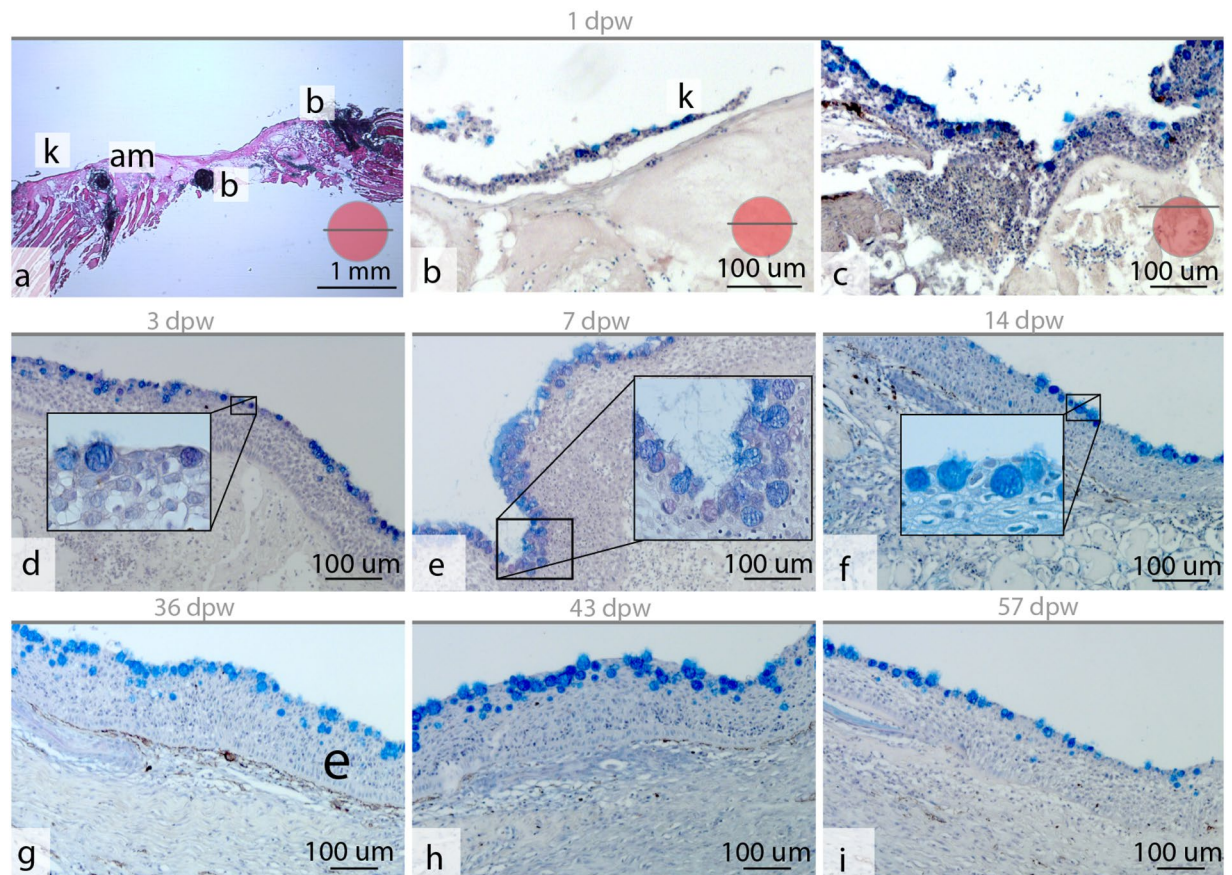 1 dpw
b
k
am
b
a
1 mm
k
b
100 um
c
100 um
3 dpw
7 dpw
14 dpw
d
100 um
e
100 um
f
100 um
36 dpw
43 dpw
57 dpw
e
g
100 um
h
100 um
i
100 um